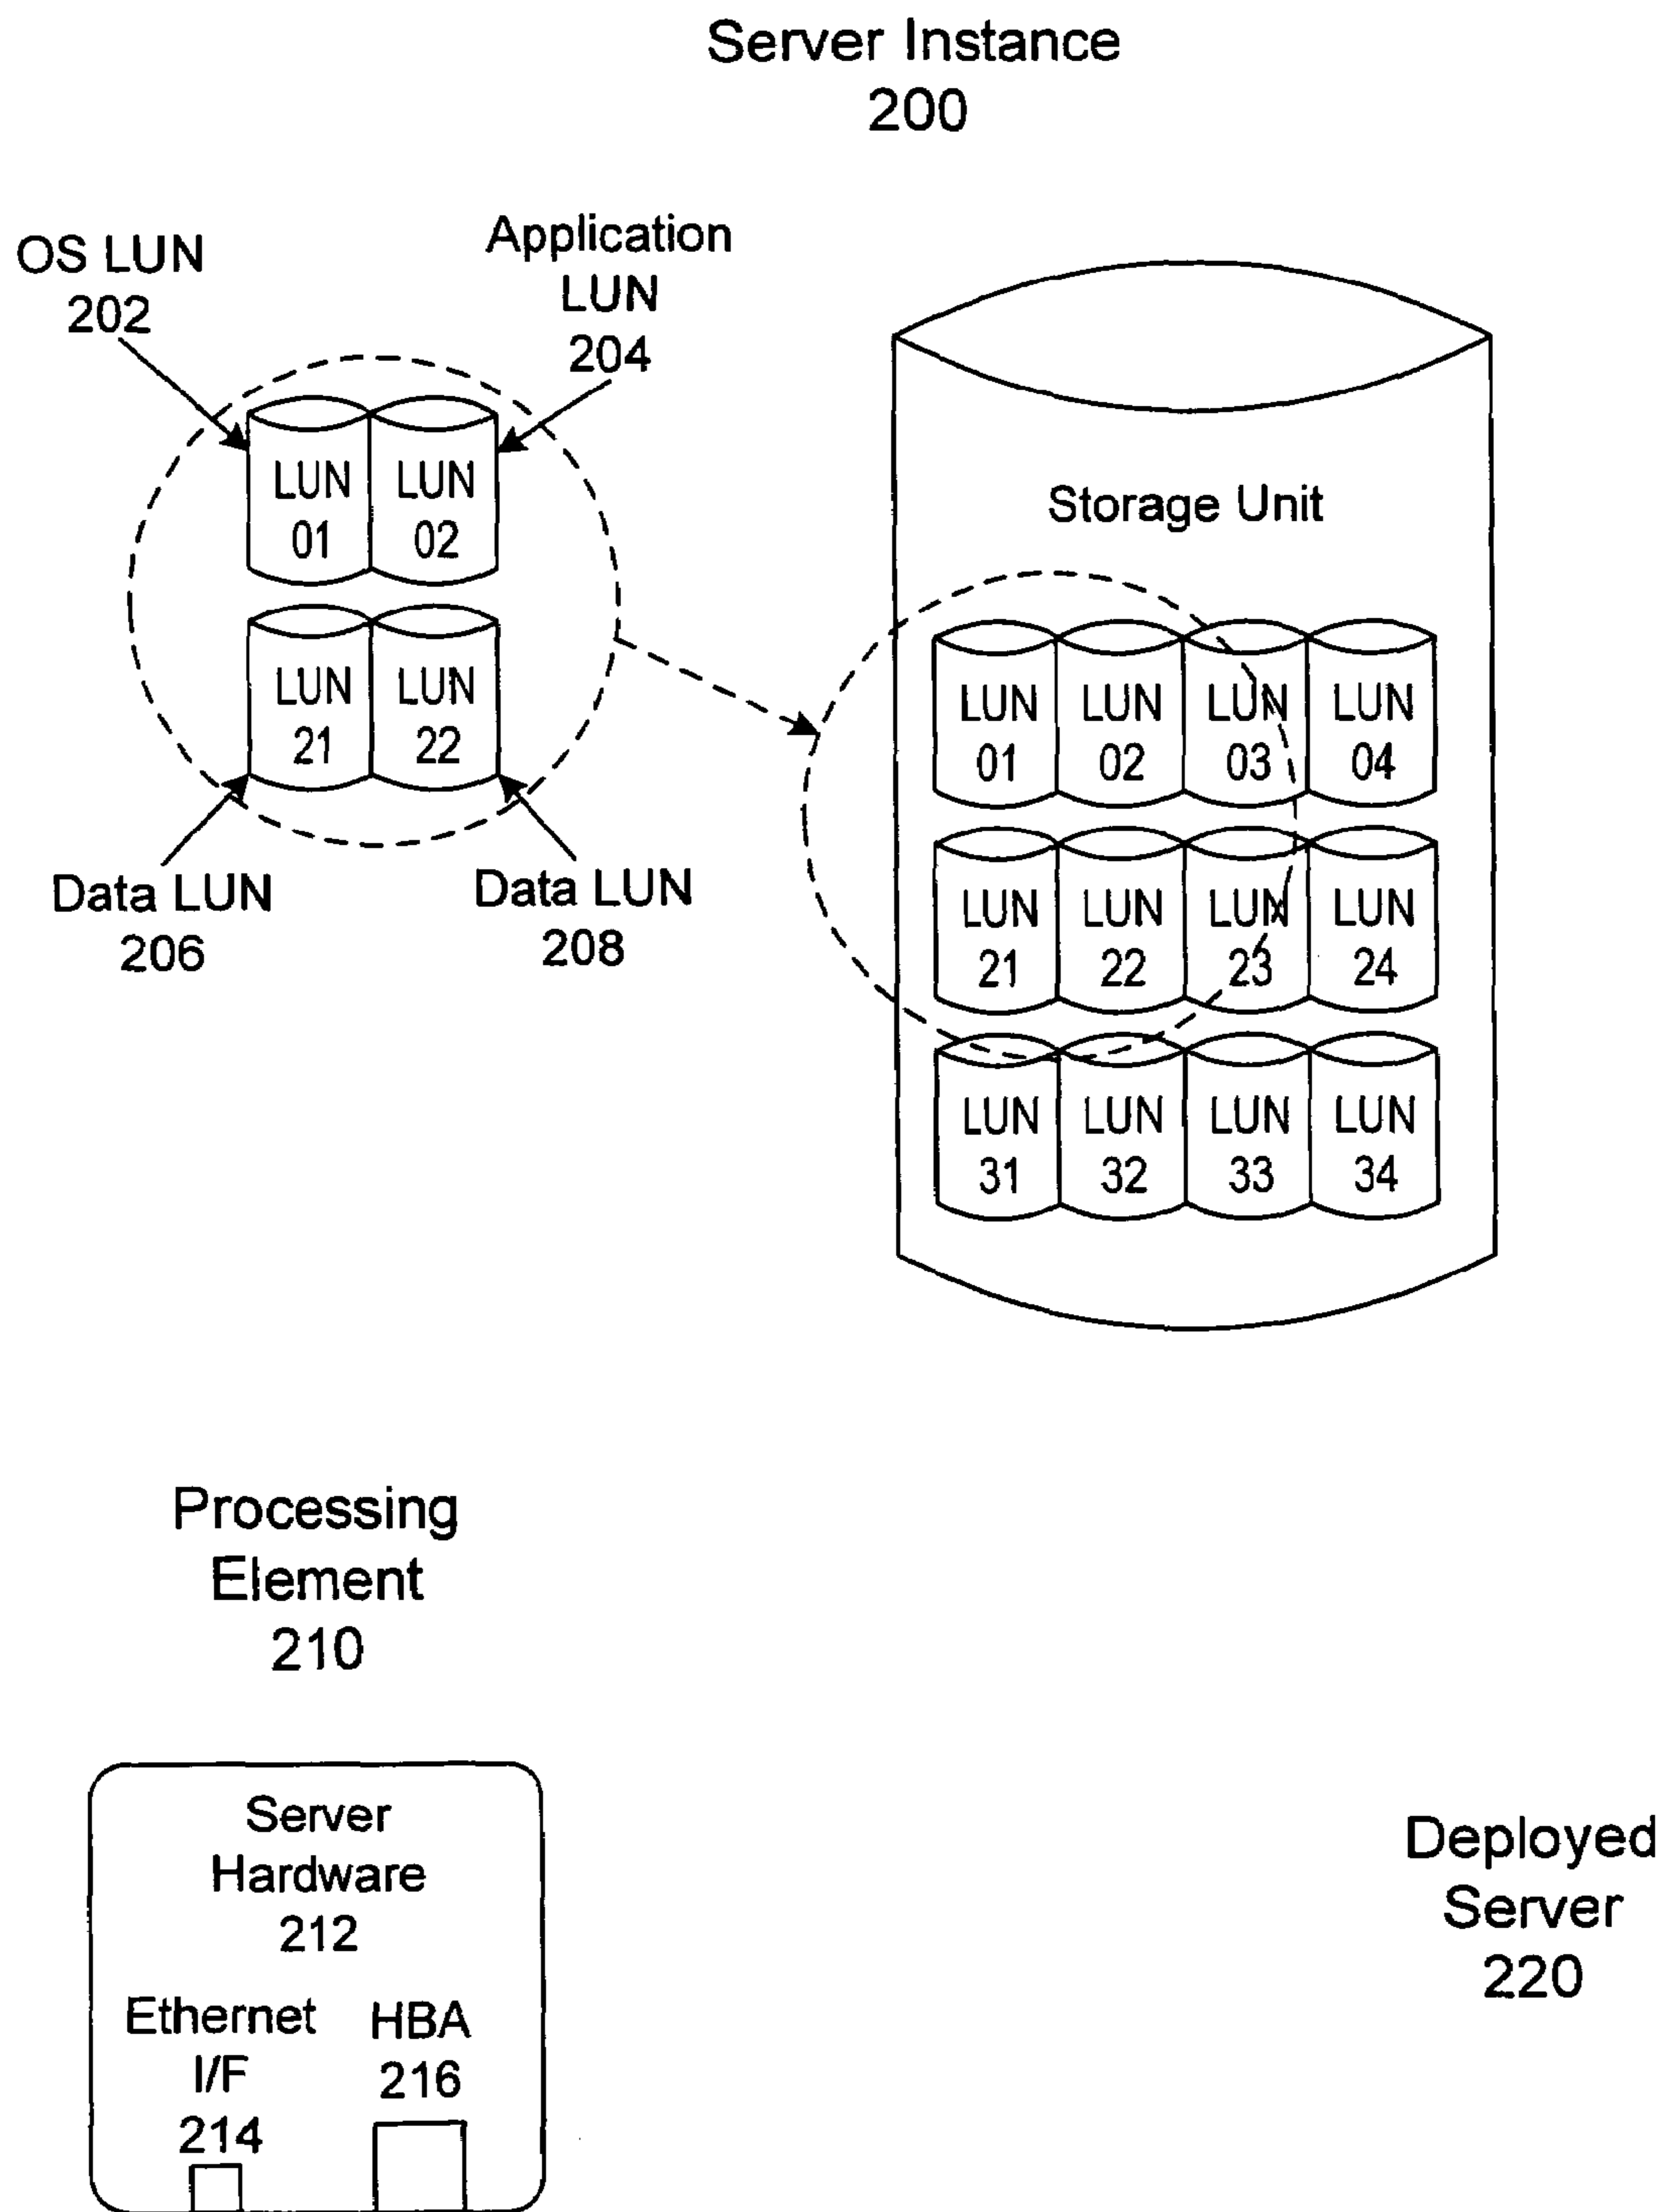 Server Instance
200
OS LUN
202
Application
LUN
204
LUN
01
LUN
02
LUN
21
LUN
22
Data LUN
206
Data LUN
208
Storage Unit
LUN LUN LUN LUN
01 02 03 04
LUN LUN LUN LUN
21 22 23 24
LUN LUN LUN LUN
31 32 33 34
Processing
Element
210
Server
Hardware
212
Ethernet
I/F
214
HBA
216
Deployed
Server
220